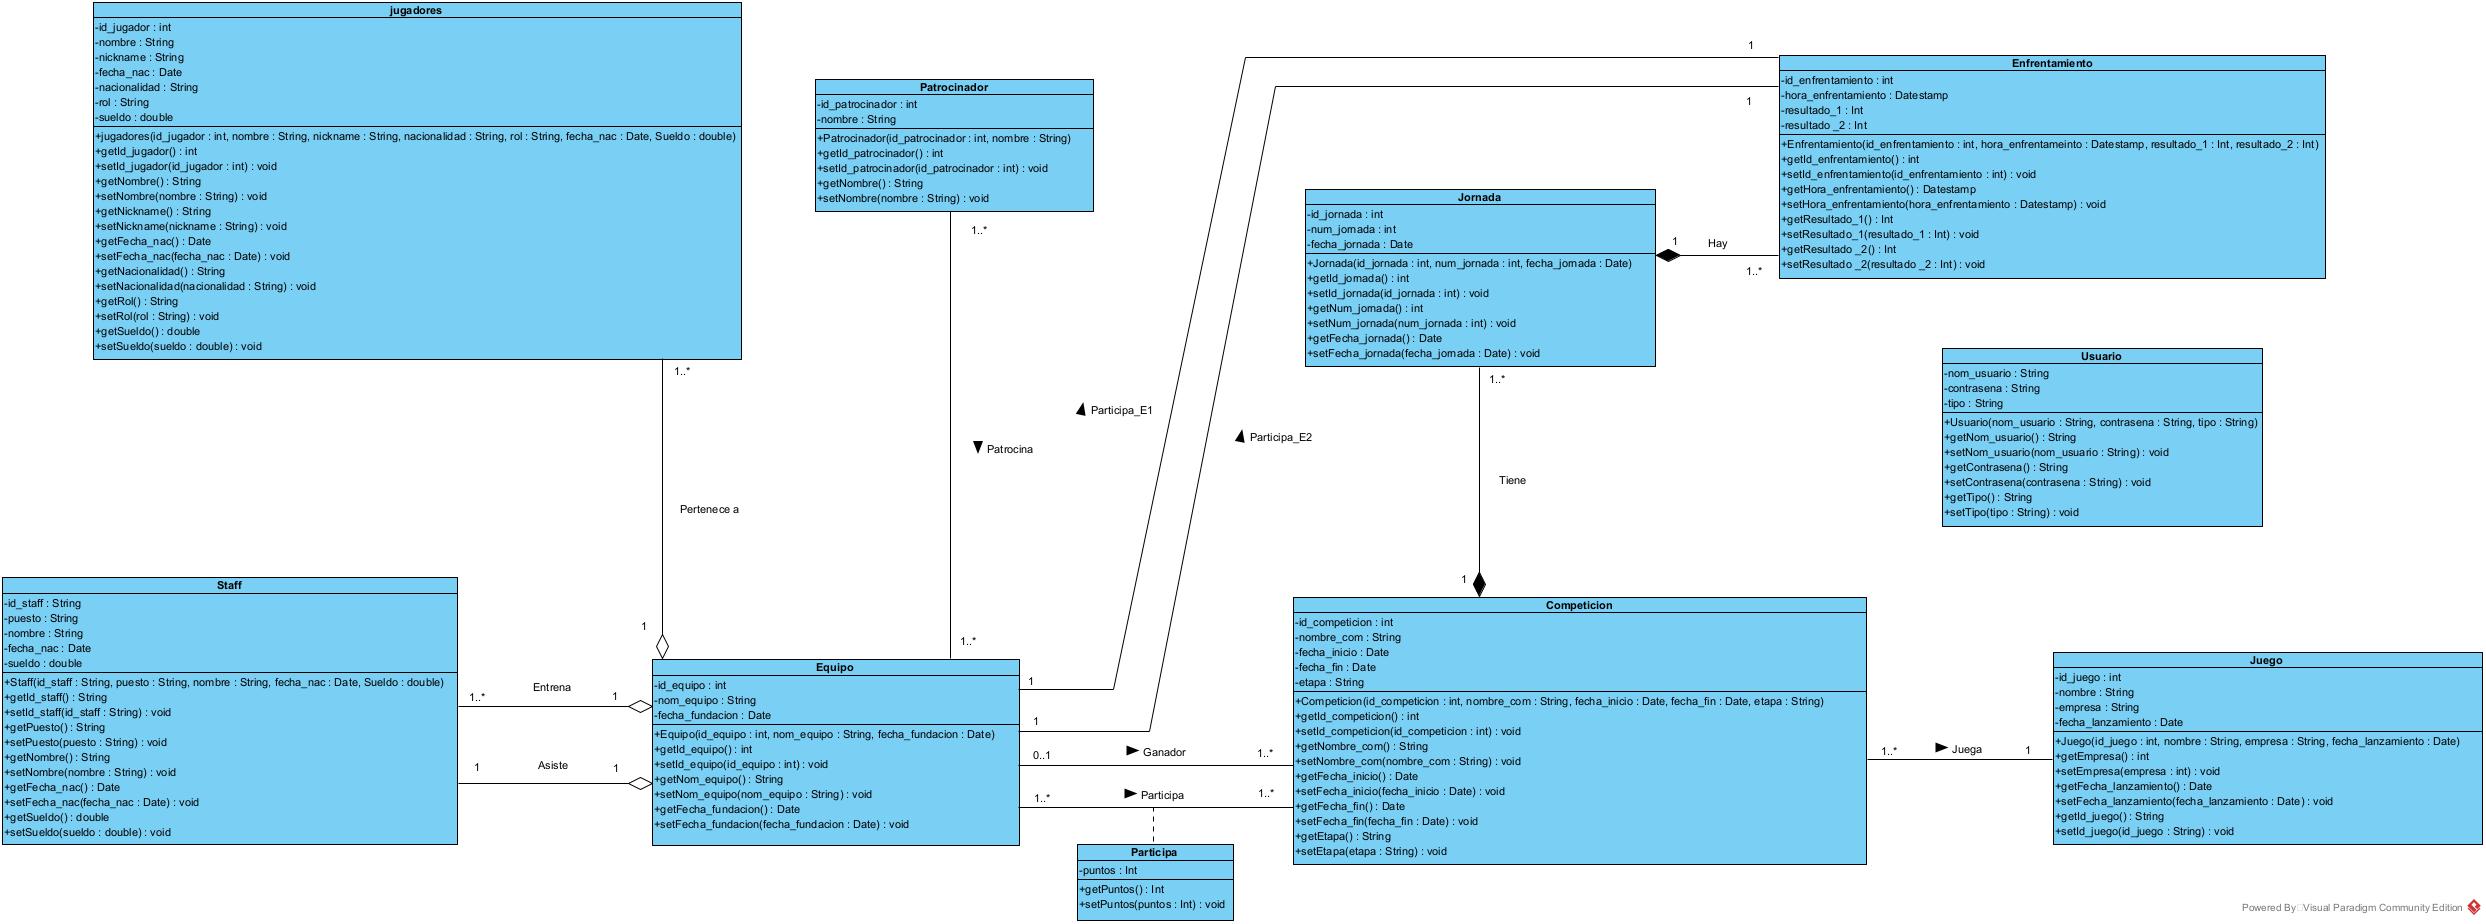 jugadores
-id_jugador : int
-nombre : String
-nickname : String
-fecha_nac : Date
-nacionalidad : String
-rol : String
-sueldo : double
+jugadores(id_jugador : int, nombre : String, nickname : String, nacionalidad : String, rol : String, fecha_nac : Date, Sueldo : double)
+getId_jugador() : int
+setId_jugador(id_jugador : int) : void
+getNombre() : String
+setNombre(nombre : String) : void
+getNickname() : String
+setNickname(nickname : String) : void
+getFecha_nac() : Date
+setFecha_nac(fecha_nac : Date) : void
+getNacionalidad() : String
+setNacionalidad(nacionalidad : String) : void
+getRol() : String
+setRol(rol : String) : void
+getSueldo() : double
+setSueldo(sueldo : double) : void
1..*
Pertenece a
1
Patrocinador
-id_patrocinador : int
-nombre : String
+Patrocinador(id_patrocinador : int, nombre : String)
+getId_patrocinador() : int
+setId_patrocinador(id_patrocinador : int) : void
+getNombre() : String
+setNombre(nombre : String) : void
1..*
Patrocina
1..*
Participa_E1
Participa_E2
1
1
Enfrentamiento
-id_enfrentamiento : int
-hora_enfrentamiento : Datestamp
-resultado_1 : Int
-resultado _2 : Int
+Enfrentamiento(id_enfrentamiento : int, hora_enfrentameinto : Datestamp, resultado_1 : Int, resultado_2 : Int)
+getId_enfrentamiento() : int
+setId_enfrentamiento(id_enfrentamiento : int) : void
+getHora_enfrentamiento() : Datestamp
+setHora_enfrentamiento(hora_enfrentamiento : Datestamp) : void
+getResultado_1() : Int
+setResultado_1(resultado_1 : Int) : void
+getResultado _2() : Int
+setResultado _2(resultado _2 : Int) : void
Jornada
-id_jornada : int
-num_jornada : int
-fecha_jornada : Date
+Jornada(id_jornada : int, num_jornada : int, fecha_jornada : Date)
+getId_jornada() : int
+setId_jornada(id_jornada : int) : void
+getNum_jornada() : int
+setNum_jornada(num_jornada : int) : void
+getFecha_jornada() : Date
+setFecha_jornada(fecha_jornada : Date) : void
1
Hay
1..*
1..*
Tiene
1
Usuario
-nom_usuario : String
-contrasena : String
-tipo : String
+Usuario(nom_usuario : String, contrasena : String, tipo : String)
+getNom_usuario() : String
+setNom_usuario(nom_usuario : String) : void
+getContrasena() : String
+setContrasena(contrasena : String) : void
+getTipo() : String
+setTipo(tipo : String) : void
Staff
-id_staff : String
-puesto : String
-nombre : String
-fecha_nac : Date
-sueldo : double
+Staff(id_staff : String, puesto : String, nombre : String, fecha_nac : Date, Sueldo : double)
+getId_staff() : String
+setId_staff(id_staff : String) : void
+getPuesto() : String
+setPuesto(puesto : String) : void
+getNombre() : String
+setNombre(nombre : String) : void
+getFecha_nac() : Date
+setFecha_nac(fecha_nac : Date) : void
+getSueldo() : double
+setSueldo(sueldo : double) : void
1..*
Entrena
1
1
Asiste
1
Equipo
-id_equipo : int
-nom_equipo : String
-fecha_fundacion : Date
+Equipo(id_equipo : int, nom_equipo : String, fecha_fundacion : Date)
+getId_equipo() : int
+setId_equipo(id_equipo : int) : void
+getNom_equipo() : String
+setNom_equipo(nom_equipo : String) : void
+getFecha_fundacion() : Date
+setFecha_fundacion(fecha_fundacion : Date) : void
1
1
0..1
Ganador
1..*
1..*
Participa
1..*
Participa
-puntos : Int
+getPuntos() : Int
+setPuntos(puntos : Int) : void
Competicion
-id_competicion : int
-nombre_com : String
-fecha_inicio : Date
-fecha_fin : Date
-etapa : String
+Competicion(id_competicion : int, nombre_com : String, fecha_inicio : Date, fecha_fin : Date, etapa : String)
+getId_competicion() : int
+setId_competicion(id_competicion : int) : void
+getNombre_com() : String
+setNombre_com(nombre_com : String) : void
+getFecha_inicio() : Date
+setFecha_inicio(fecha_inicio : Date) : void
+getFecha_fin() : Date
+setFecha_fin(fecha_fin : Date) : void
+getEtapa() : String
+setEtapa(etapa : String) : void
1..*
Juega
1
Juego
-id_juego : int
-nombre : String
-empresa : String
-fecha_lanzamiento : Date
+Juego(id_juego : int, nombre : String, empresa : String, fecha_lanzamiento : Date)
+getEmpresa() : int
+setEmpresa(empresa : int) : void
+getFecha_lanzamiento() : Date
+setFecha_lanzamiento(fecha_lanzamiento : Date) : void
+getId_juego() : String
+setId_juego(id_juego : String) : void
Powered By Visual Paradigm Community Edition